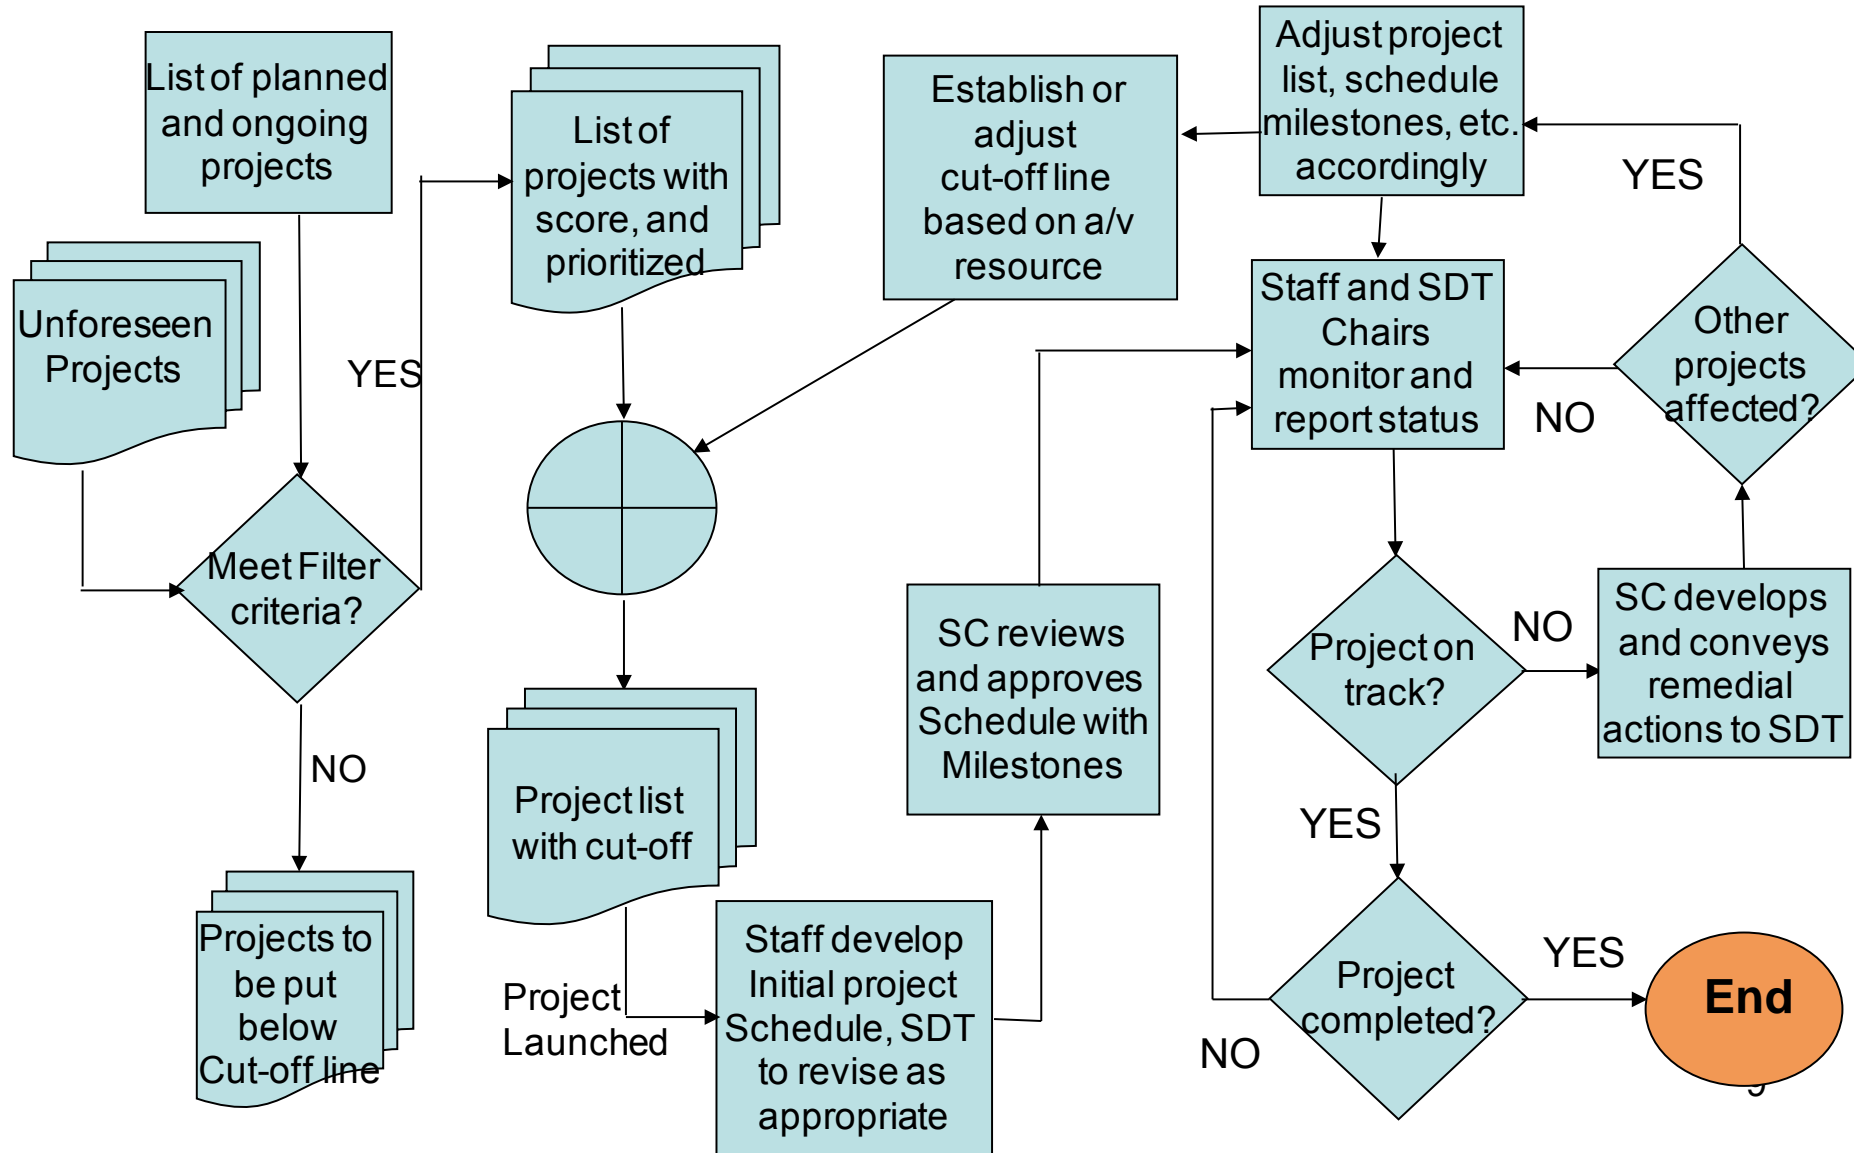 List of planned
and ongoing
projects
Unforeseen
Projects
Meet Filter
criteria?
YES
NO
Projects to
be put
below
Cut-off line
List of
projects with
score, and
prioritized
Project list
with cut-off
Project
Launched
Staff develop
Initial project
Schedule, SDT
to revise as
appropriate
SC reviews
and approves
Schedule with
Milestones
Establish or
adjust
cut-off line
based on a/v
resource
Adjust project
list, schedule
milestones, etc.
accordingly
Staff and SDT
Chairs
monitor and
report status
YES
Other
projects
affected?
NO
Project on
track?
NO
SC develops
and conveys
remedial
actions to SDT
YES
Project
completed?
NO
YES
End